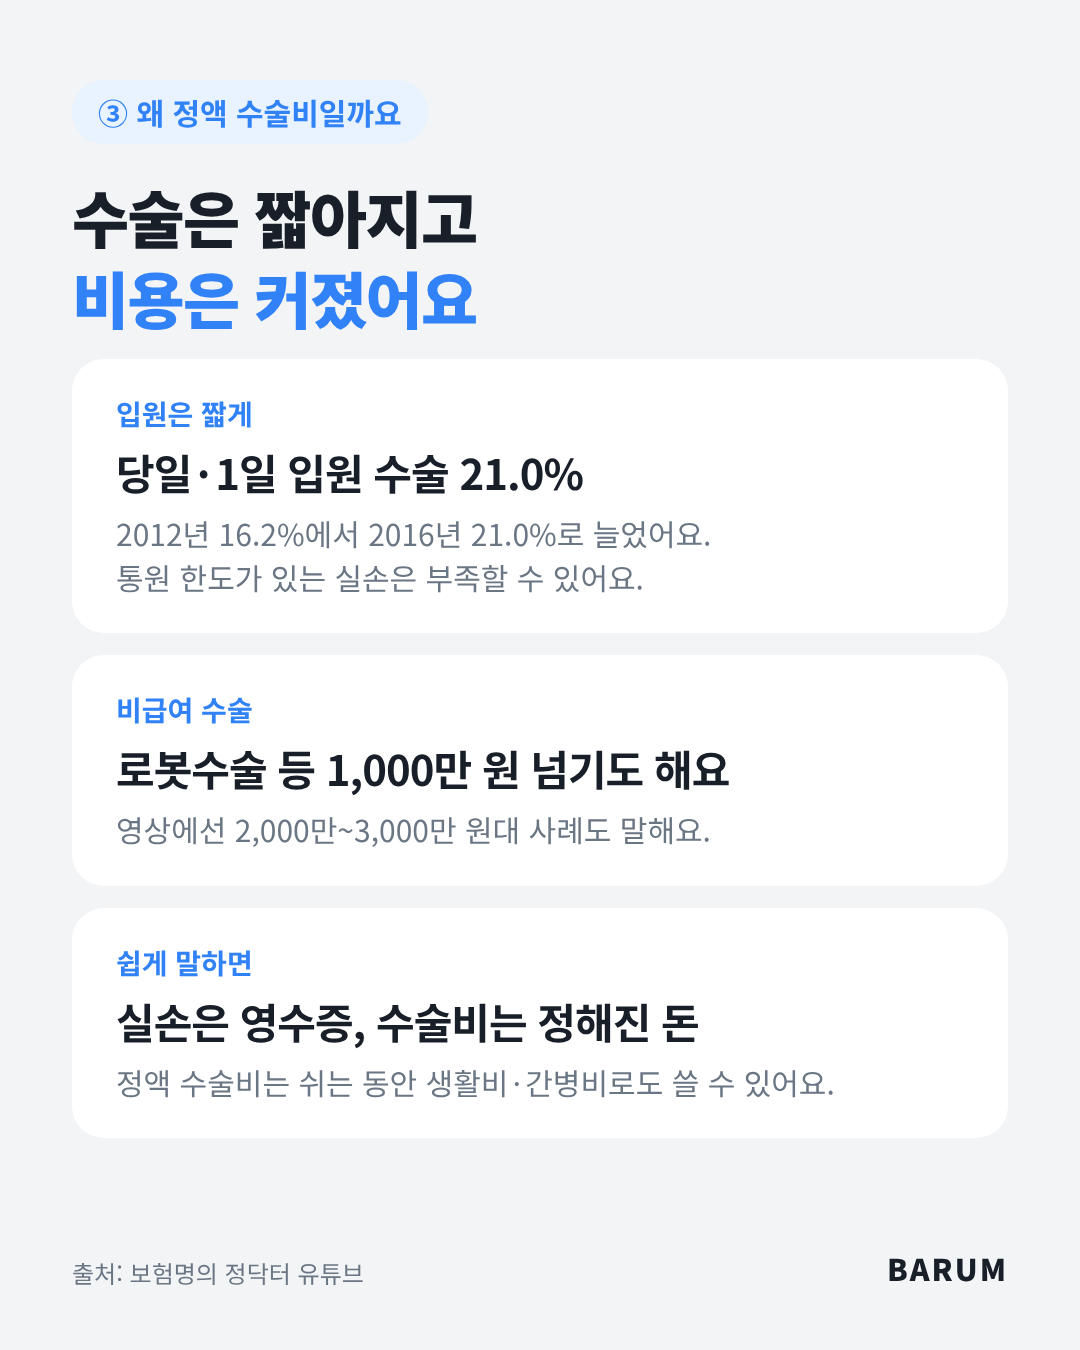 ③ 왜 정액 수술비일까요
수술은 짧아지고
비용은 커졌어요
입원은 짧게
당일·1일 입원 수술 21.0%
2012년 16.2%에서 2016년 21.0%로 늘었어요.
통원 한도가 있는 실손은 부족할 수 있어요.
비급여 수술
로봇수술 등 1,000만 원 넘기도 해요
영상에선 2,000만~3,000만 원대 사례도 말해요.
쉽게 말하면
실손은 영수증, 수술비는 정해진 돈
정액 수술비는 쉬는 동안 생활비·간병비로도 쓸 수 있어요.
출처: 보험명의 정닥터 유튜브
BARUM